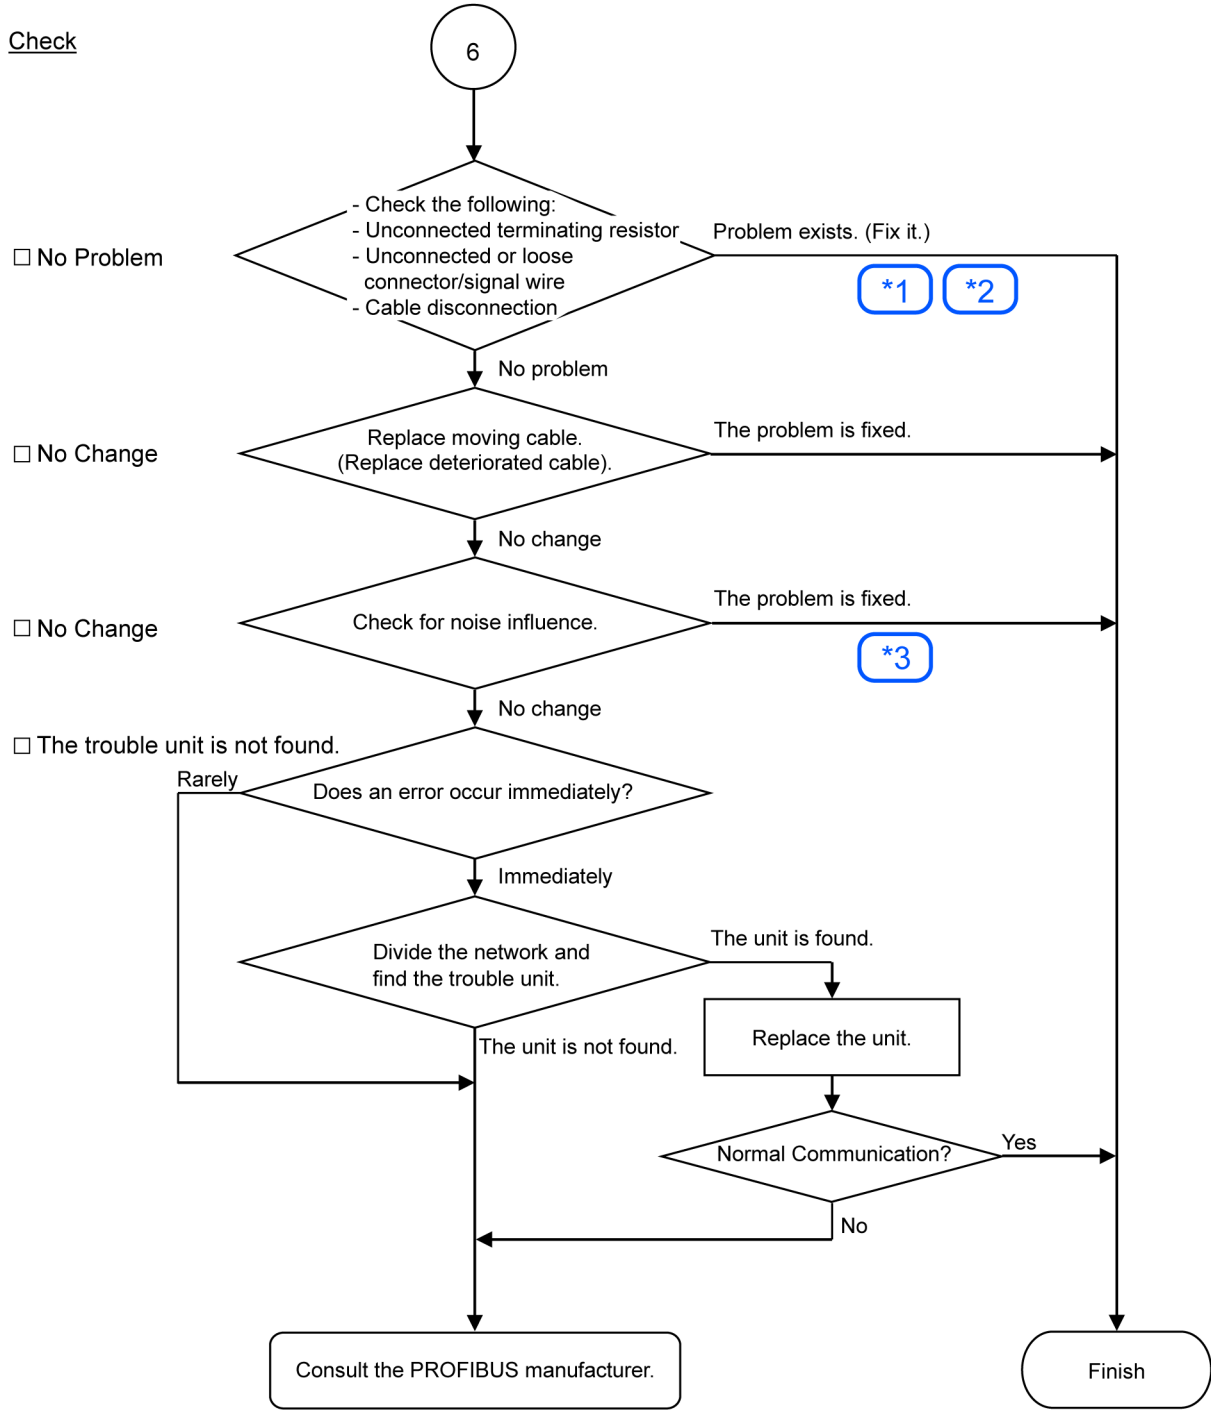 Check
6
- Check the following:
- Unconnected terminating resistor
- Unconnected or loose
connector/signal wire
- Cable disconnection
Problem exists. (Fix it.)
*1 *2
□ No Problem
No problem
Replace moving cable.
(Replace deteriorated cable).
The problem is fixed.
□ No Change
No change
Check for noise influence.
The problem is fixed.
*3
□ No Change
No change
□ The trouble unit is not found.
Rarely
Does an error occur immediately?
Immediately
Divide the network and
find the trouble unit.
The unit is found.
Replace the unit.
The unit is not found.
Normal Communication?
Yes
No
Consult the PROFIBUS manufacturer.
Finish